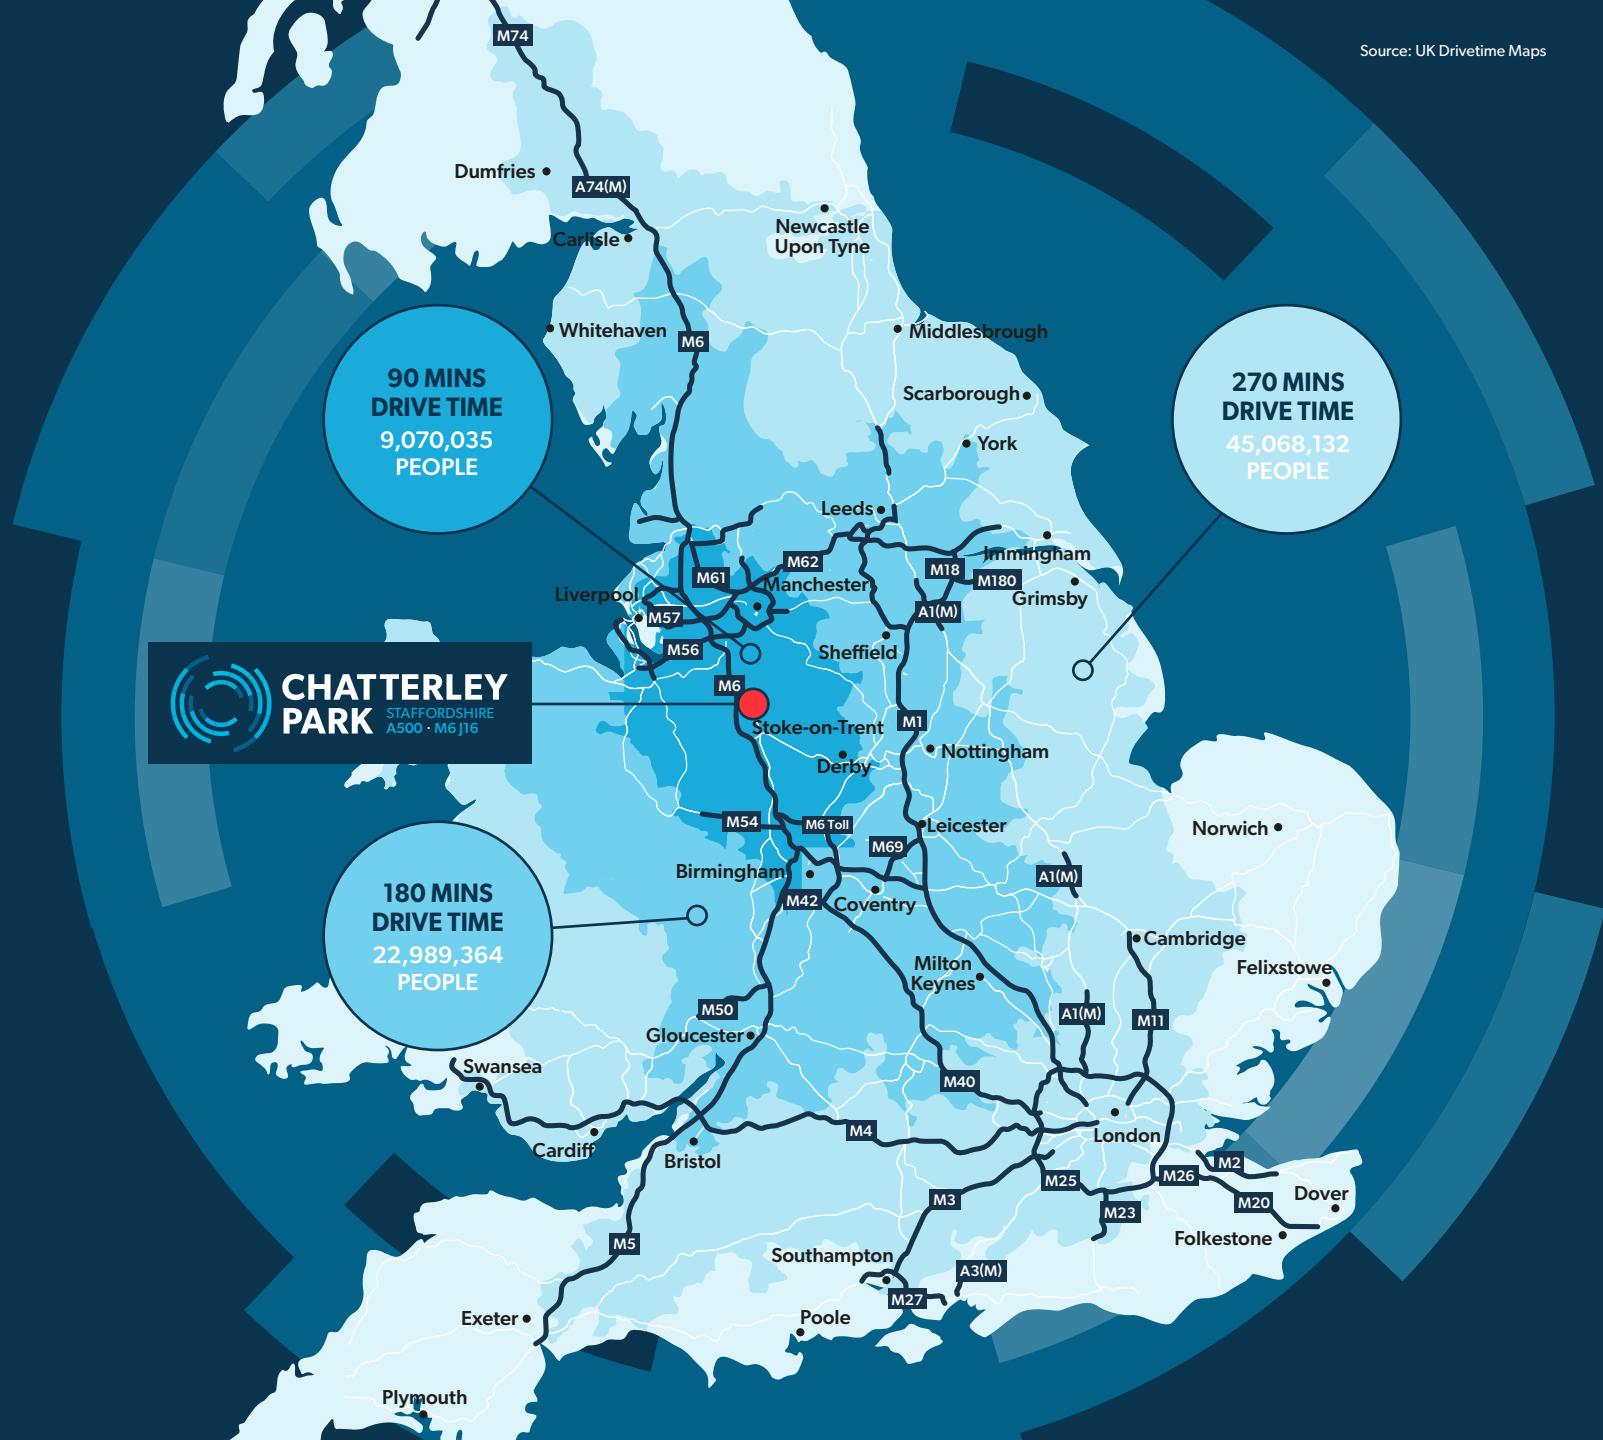 M74
Source: UK Drivetime Maps
Dumfries
A74(M)
Newcastle
Upon Tyne
Carlisle
Whitehaven
M6
Middlesbrough
90 MINS
DRIVE TIME
9,070,035
PEOPLE
270 MINS
DRIVE TIME
45,068,132
PEOPLE
Scarborough
York
Leeds
Immingham
M62
M61
Manchester
M18
M180
Liverpool
Grimsby
M57
A1(M)
M56
Sheffield
CHATTERLEY
PARK
STAFFORDSHIRE
A500 · M6 J16
M6
Stoke-on-Trent
M1
Nottingham
Derby
M54
M6 Toll
Leicester
Norwich
M69
Birmingham
A1(M)
M42
Coventry
180 MINS
DRIVE TIME
22,989,364
PEOPLE
Cambridge
Milton
Keynes
Felixstowe
M50
A1(M)
M11
Gloucester
Swansea
M40
M4
London
Cardiff
Bristol
M2
M25
M26
M3
M20
Dover
M23
Folkestone
M5
Southampton
A3(M)
M27
Exeter
Poole
Plymouth